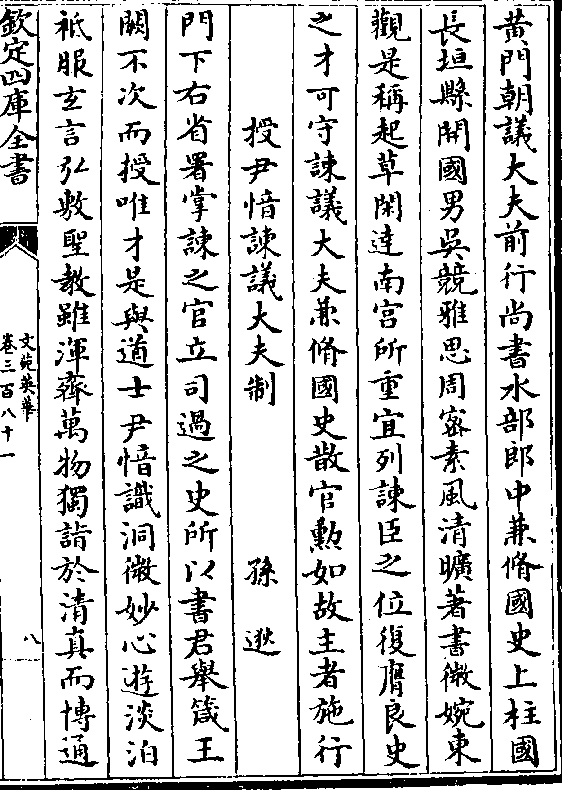 黄門朝議大夫前行尚書水部郎中兼脩國史上柱國
長垣縣開國男吳競雅思周宻素風清曠著書微婉東
觀是稱起草閑達南宫所重宜列諫臣之位復膺良史
之才可守諫議大夫兼脩國史散官勲如故主者施行
授尹愔諫議大夫制　孫逖
門下右省署掌諫之官立司過之史所以書君舉箴王
闕不次而授唯才是與道士尹愔識洞微妙心遊淡泊
祗服玄言弘敷聖教雖渾齊萬物獨詣於清真而博通
欽定四庫全書
文苑英華
卷三百八十一
八